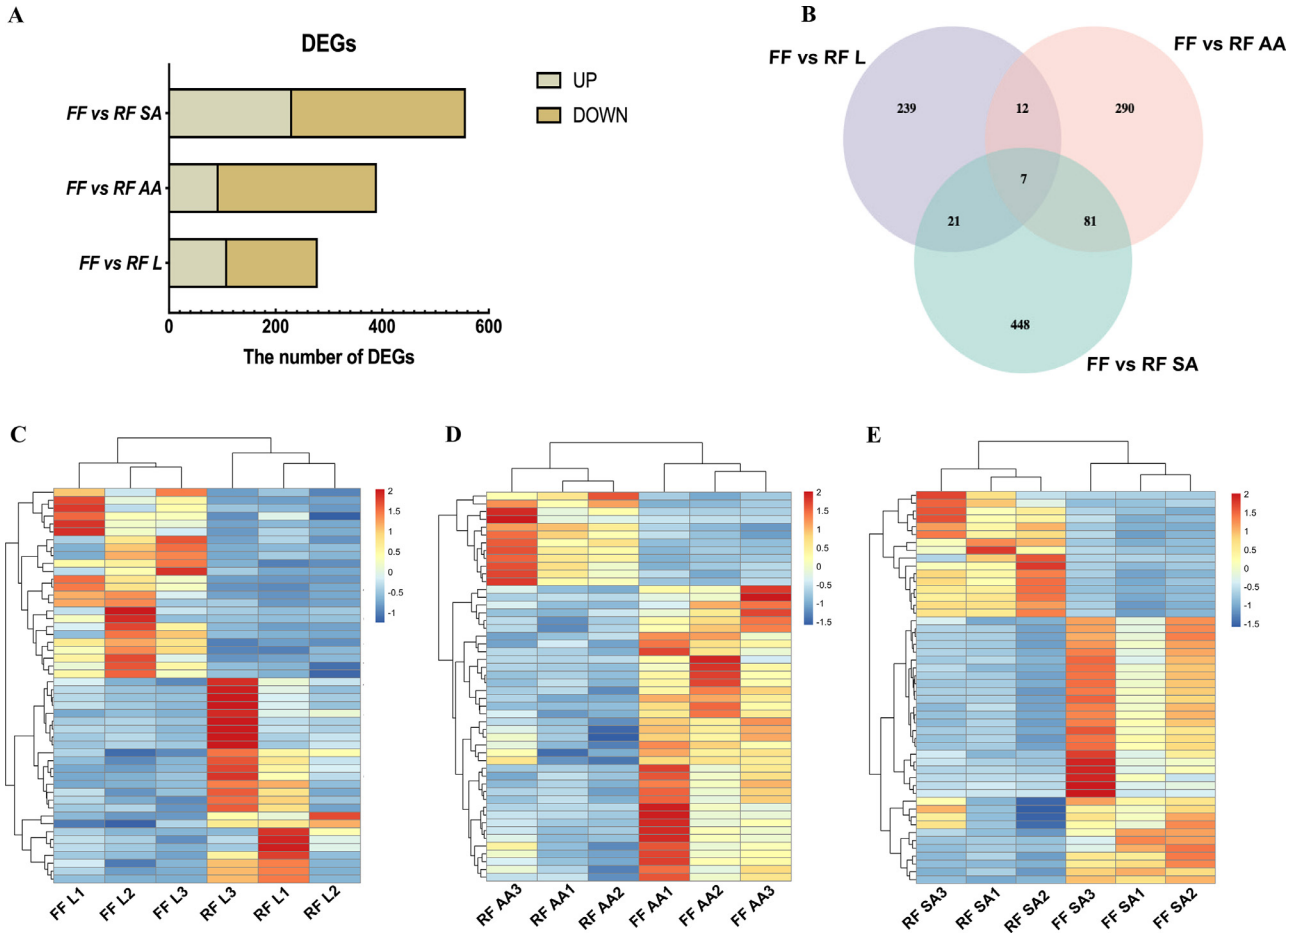 A
DEGs
FF vs RF SA
FF vs RF AA
FF vs RF L
0
200
400
600
The number of DEGs
UP
DOWN
B
FF vs RF L
FF vs RF AA
239
12
290
7
21
81
448
FF vs RF SA
C
2
1.5
1
0.5
0
-0.5
-1
FF L1
FF L2
FF L3
RF L3
RF L1
RF L2
D
2
1.5
1
0.5
0
-0.5
-1
-1.5
RF AA3
RF AA1
RF AA2
FF AA1
FF AA2
FF AA3
E
2
1.5
1
0.5
0
-0.5
-1
-1.5
RF SA3
RF SA1
RF SA2
FF SA3
FF SA1
FF SA2